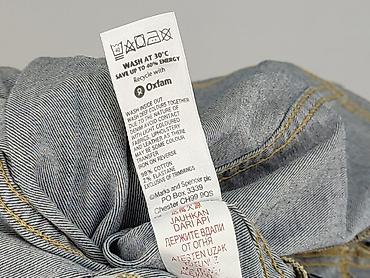 WASH AT 30°C
SAVE UP TO 40% ENERGY
Recycle with
Oxfam
WASH INSIDE OUT
WASH DEEP COLOURS TOGETHER
DUE TO THE NATURE OF
DENIM AVOID CONTACT
WITH LIGHT COLOURED
FABRIC, UPHOLSTERY
AND LEATHER AS THERE
MAY BE SOME COLOUR
TRANSFER
IRON ON REVERSE
98% COTTON
2% ELASTANE
EXCLUSIVE OF TRIMMINGS
©Marks and Spencer plc
PO Box 3339
Chester CH99 9QS
JAUHKAN
DARI API
ДЕРЖИТЕ ВДАЛИ
ОТ ОГНЯ
ATEŞTEN UZAK